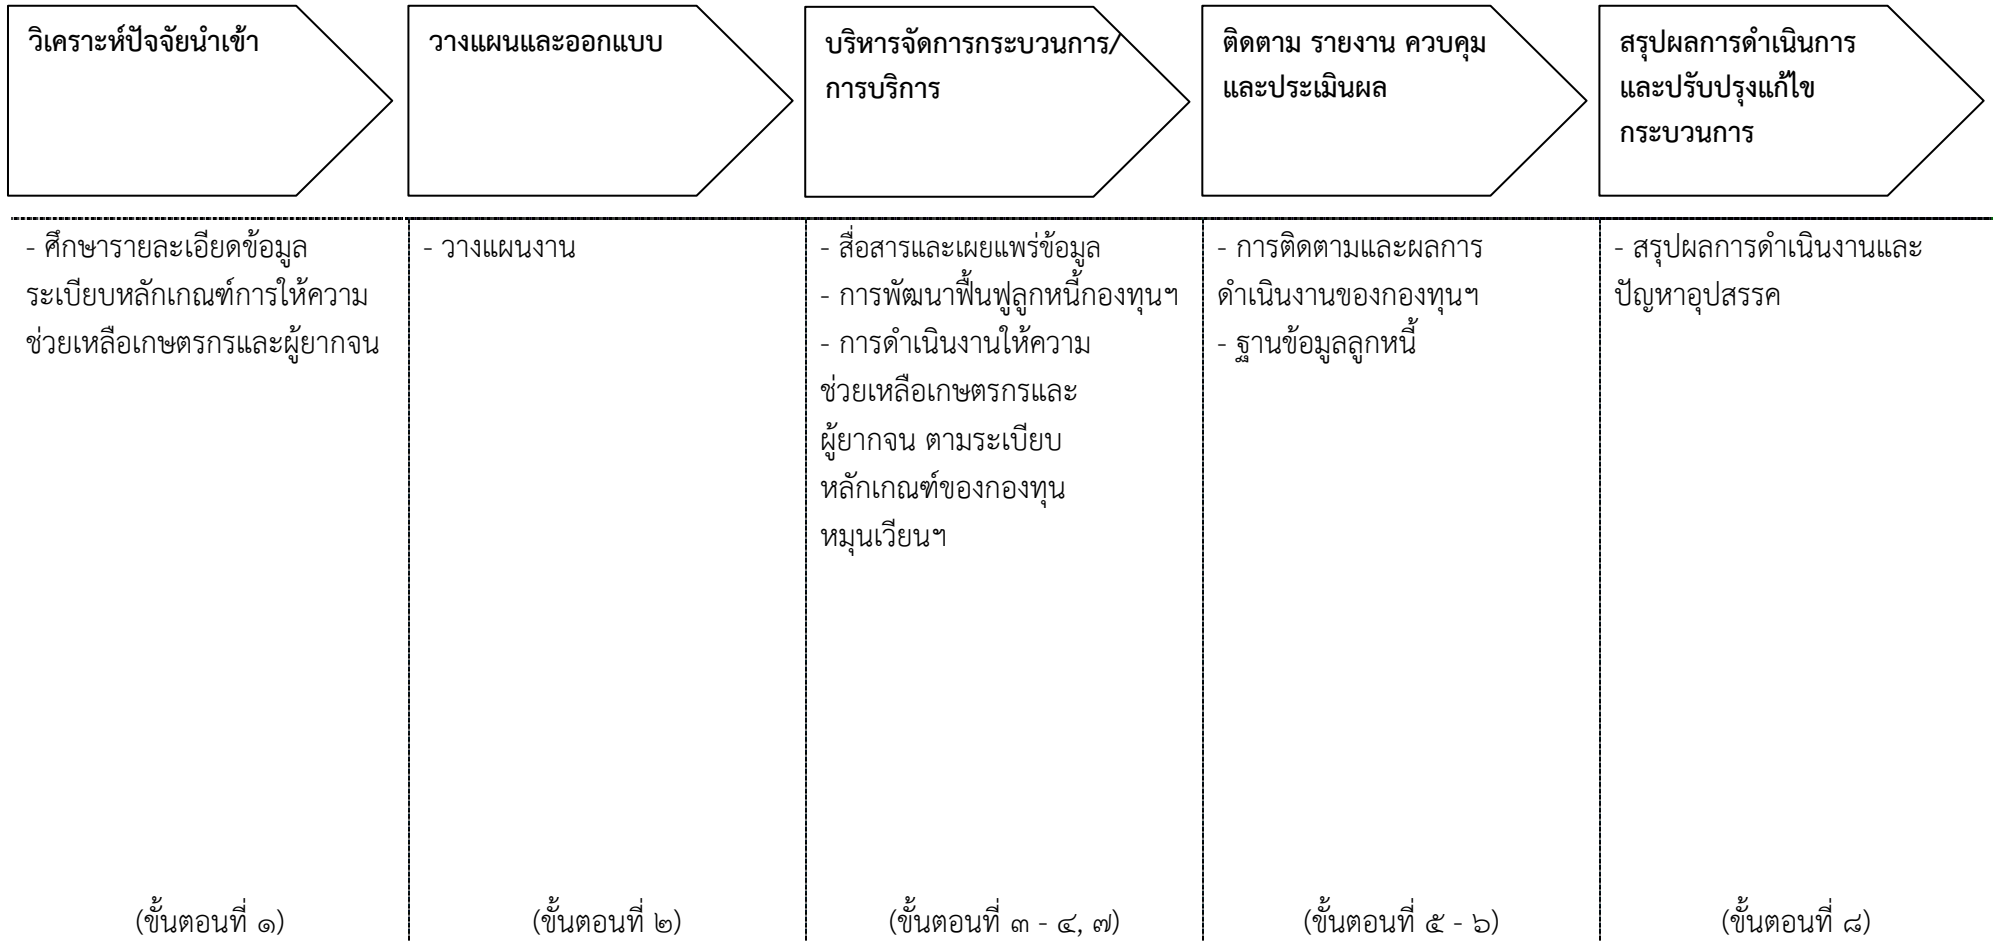 วิเคราะห์ปัจจัยนำเข้า
วางแผนและออกแบบ
บริหารจัดการกระบวนการ/
การบริการ
ติดตาม รายงาน ควบคุม
และประเมินผล
สรุปผลการดำเนินการ
และปรับปรุงแก้ไข
กระบวนการ
- ศึกษารายละเอียดข้อมูล
ระเบียบหลักเกณฑ์การให้ความ
ช่วยเหลือเกษตรกรและผู้ยากจน
(ขั้นตอนที่ ๑)
- วางแผนงาน
(ขั้นตอนที่ ๒)
- สื่อสารและเผยแพร่ข้อมูล
- การพัฒนาฟื้นฟูลูกหนี้กองทุนฯ
- การดำเนินงานให้ความ
ช่วยเหลือเกษตรกรและ
ผู้ยากจน ตามระเบียบ
หลักเกณฑ์ของกองทุน
หมุนเวียนฯ
(ขั้นตอนที่ ๓ - ๔, ๗)
- การติดตามและผลการ
ดำเนินงานของกองทุนฯ
- ฐานข้อมูลลูกหนี้
(ขั้นตอนที่ ๕ - ๖)
- สรุปผลการดำเนินงานและ
ปัญหาอุปสรรค
(ขั้นตอนที่ ๘)